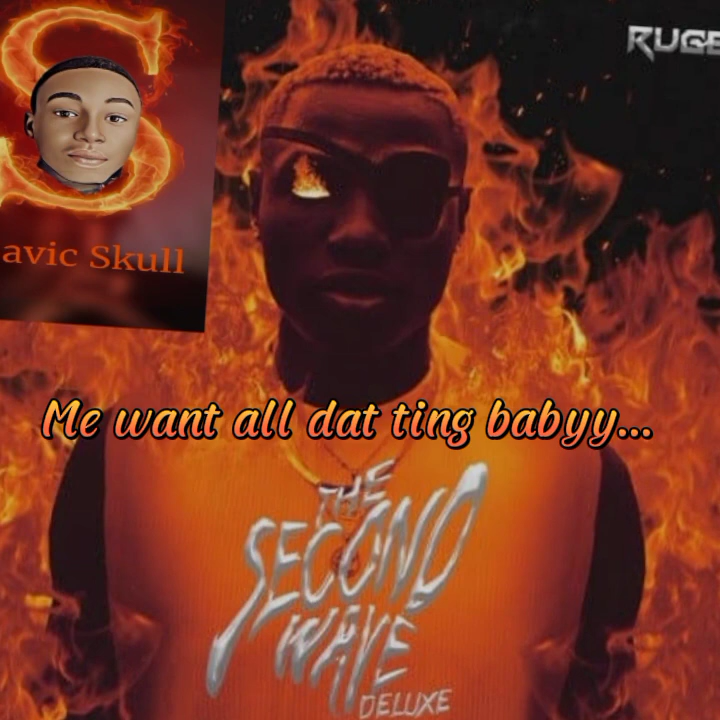 RUGE
S
avic Skull
Me want all dat ting babyy...
THE
SECOND
WAVE
DELUXE